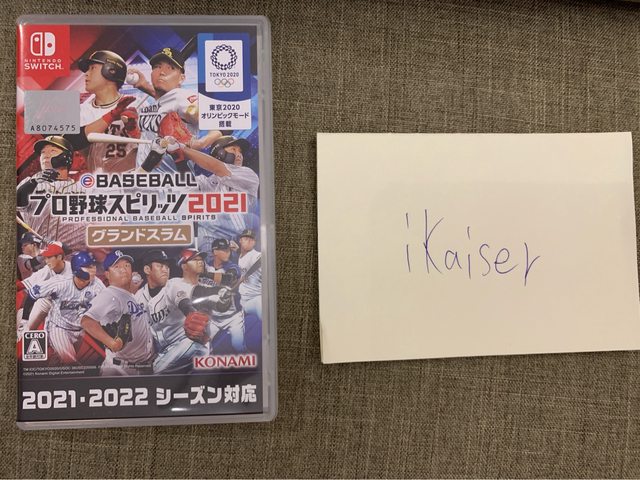 NINTENDO
SWITCH
TOKYO 2020
東京2020
オリンピックモード
搭載
A8074575
25
eBASEBALL
プロ野球スピリッツ2021
PROFESSIONAL BASEBALL SPIRITS
グランドスラム
CERO
A
KONAMI
2021・2022 シーズン対応
iKaiser